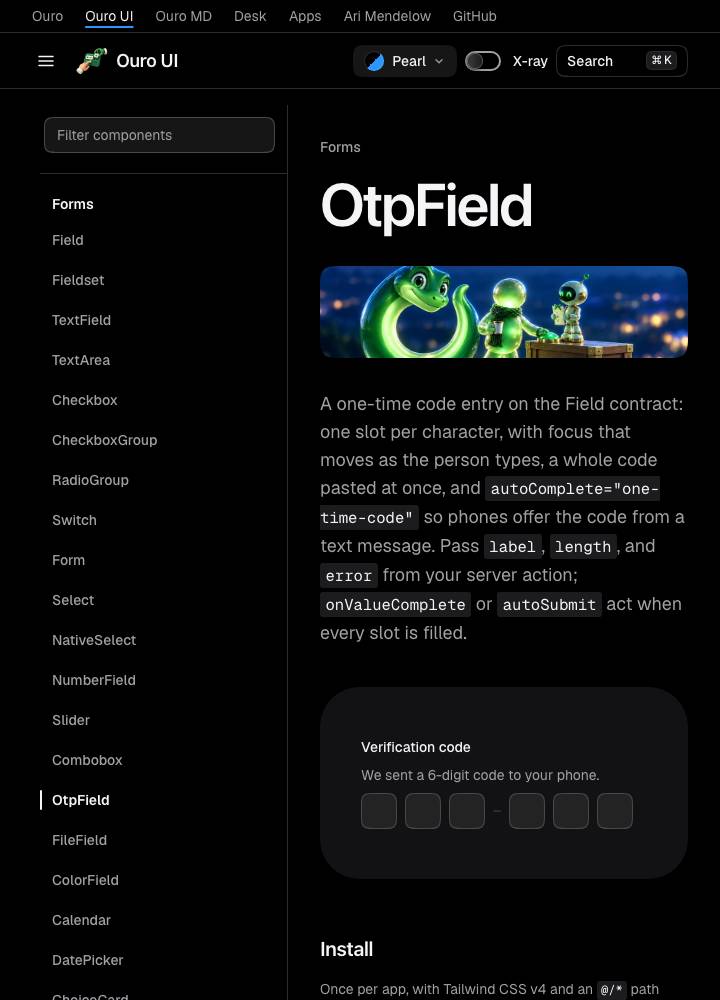 Ouro Ouro UI Ouro MD Desk Apps Ari Mendelow GitHub
Ouro UI
Pearl X-ray Search ⌘ K
Filter components
Forms
Field
Fieldset
TextField
TextArea
Checkbox
CheckboxGroup
RadioGroup
Switch
Form
Select
NativeSelect
NumberField
Slider
Combobox
OtpField
FileField
ColorField
Calendar
DatePicker
ChoiceCard
Forms
OtpField
A one-time code entry on the Field contract:
one slot per character, with focus that
moves as the person types, a whole code
pasted at once, and autoComplete="one-
time-code" so phones offer the code from a
text message. Pass label, length, and
error from your server action;
onValueComplete or autoSubmit act when
every slot is filled.
Verification code
We sent a 6-digit code to your phone.
–
Install
Once per app, with Tailwind CSS v4 and an @/* path